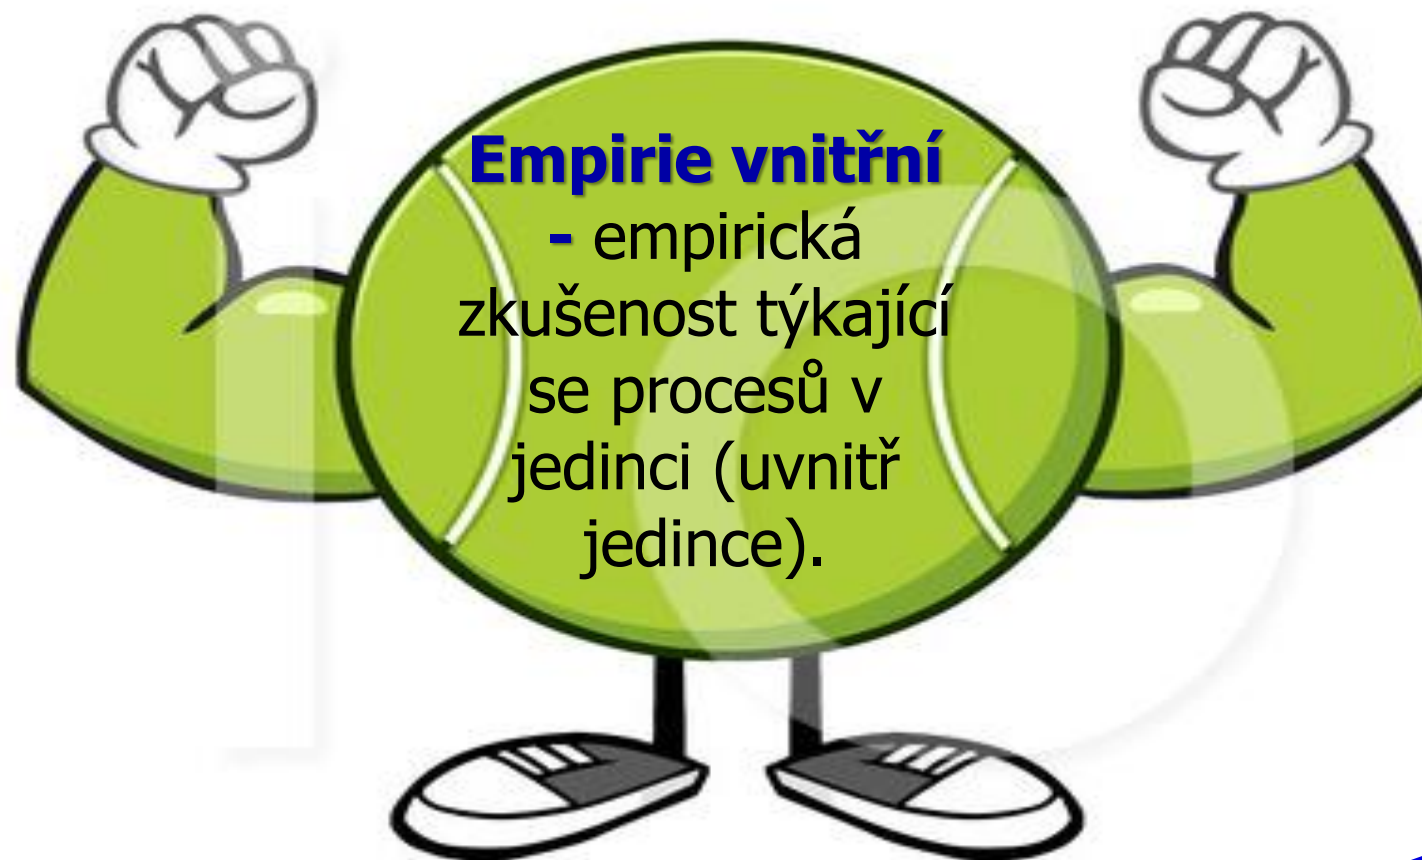 Empirie vnitřní
- empirická
zkušenost týkající
se procesů v
jedinci (uvnitř
jedince).